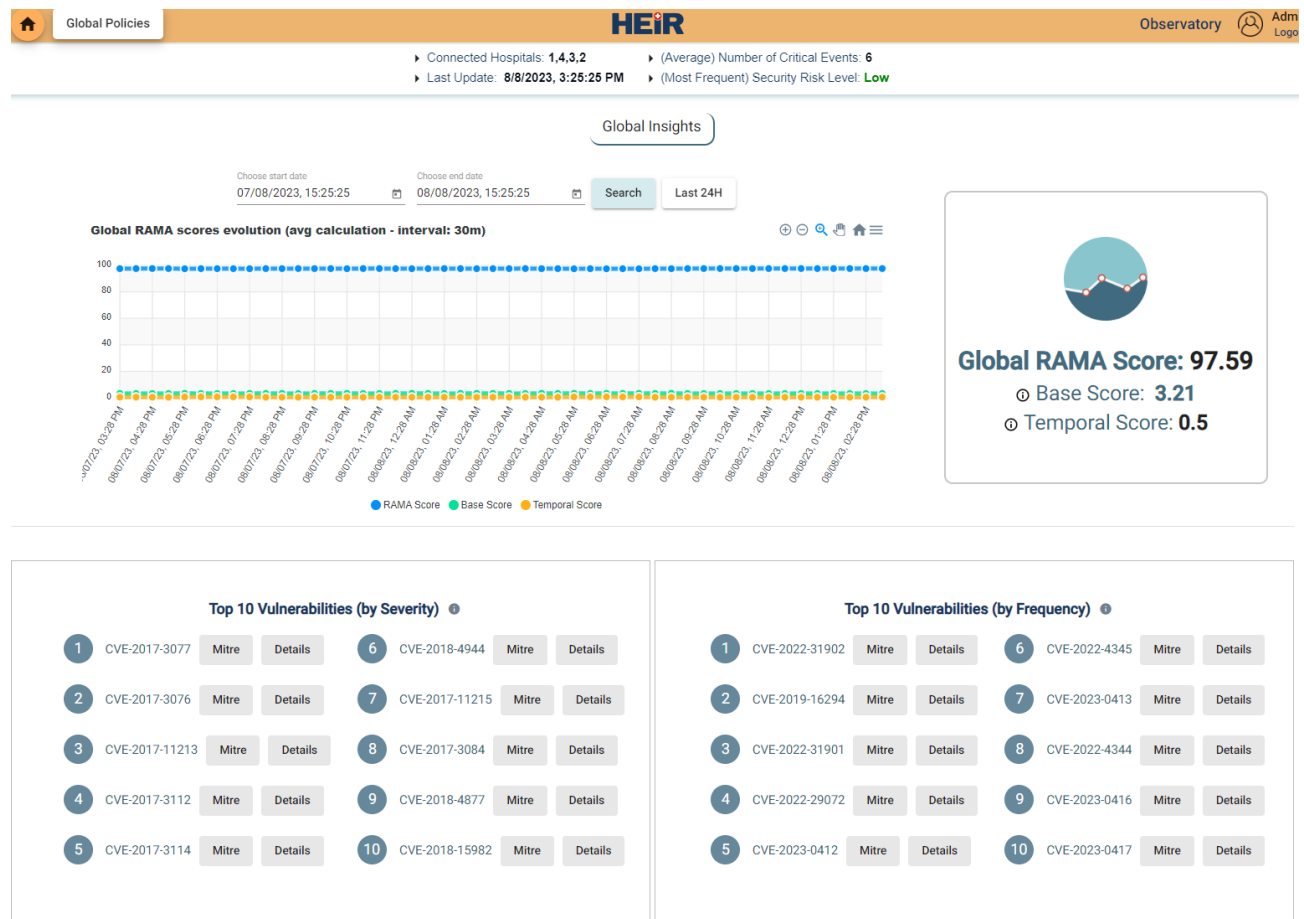 Global Policies
HEIR
Observatory
Adm
Logo
Connected Hospitals: 1,4,3,2
(Average) Number of Critical Events: 6
Last Update: 8/8/2023, 3:25:25 PM
(Most Frequent) Security Risk Level: Low
Global Insights
Choose start date
Choose end date
07/08/2023, 15:25:25
08/08/2023, 15:25:25
Search
Last 24H
Global RAMA scores evolution (avg calculation - interval: 30m)
100
80
60
40
20
0
/07/23, 03:28 PM
08/07/23, 04:28 PM
08/07/23, 05:28 PM
08/07/23, 06:28 PM
08/07/23, 07:28 PM
08/07/23, 08:28 PM
08/07/23, 09:28 PM
08/07/23, 10:28 PM
08/07/23, 11:28 PM
08/08/23, 12:28 AM
08/08/23, 01:28 AM
08/08/23, 02:28 AM
08/08/23, 03:28 AM
08/08/23, 04:28 AM
08/08/23, 05:28 AM
08/08/23, 06:28 AM
08/08/23, 07:28 AM
08/08/23, 08:28 AM
08/08/23, 09:28 AM
08/08/23, 10:28 AM
08/08/23, 11:28 AM
08/08/23, 12:28 PM
08/08/23, 01:28 PM
08/08/23, 02:28 PM
RAMA Score Base Score Temporal Score
Global RAMA Score: 97.59
Base Score: 3.21
Temporal Score: 0.5
Top 10 Vulnerabilities (by Severity)
1 CVE-2017-3077 Mitre Details
2 CVE-2017-3076 Mitre Details
3 CVE-2017-11213 Mitre Details
4 CVE-2017-3112 Mitre Details
5 CVE-2017-3114 Mitre Details
6 CVE-2018-4944 Mitre Details
7 CVE-2017-11215 Mitre Details
8 CVE-2017-3084 Mitre Details
9 CVE-2018-4877 Mitre Details
10 CVE-2018-15982 Mitre Details
Top 10 Vulnerabilities (by Frequency)
1 CVE-2022-31902 Mitre Details
2 CVE-2019-16294 Mitre Details
3 CVE-2022-31901 Mitre Details
4 CVE-2022-29072 Mitre Details
5 CVE-2023-0412 Mitre Details
6 CVE-2022-4345 Mitre Details
7 CVE-2023-0413 Mitre Details
8 CVE-2022-4344 Mitre Details
9 CVE-2023-0416 Mitre Details
10 CVE-2023-0417 Mitre Details